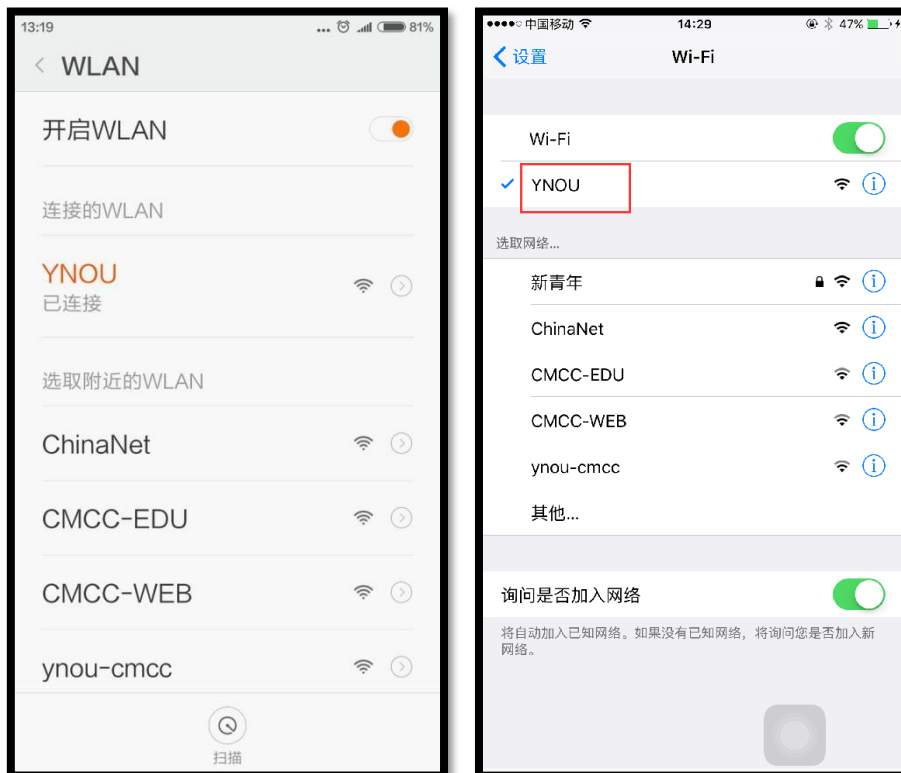 13:19
81%
WLAN
开启WLAN
连接的WLAN
YNOU
已连接
选取附近的WLAN
ChinaNet
CMCC-EDU
CMCC-WEB
ynou-cmcc
扫描
中国移动
14:29
47%
设置
Wi-Fi
Wi-Fi
YNOU
选取网络...
新青年
ChinaNet
CMCC-EDU
CMCC-WEB
ynou-cmcc
其他...
询问是否加入网络
将自动加入已知网络。如果没有已知网络，将询问您是否加入新
网络。